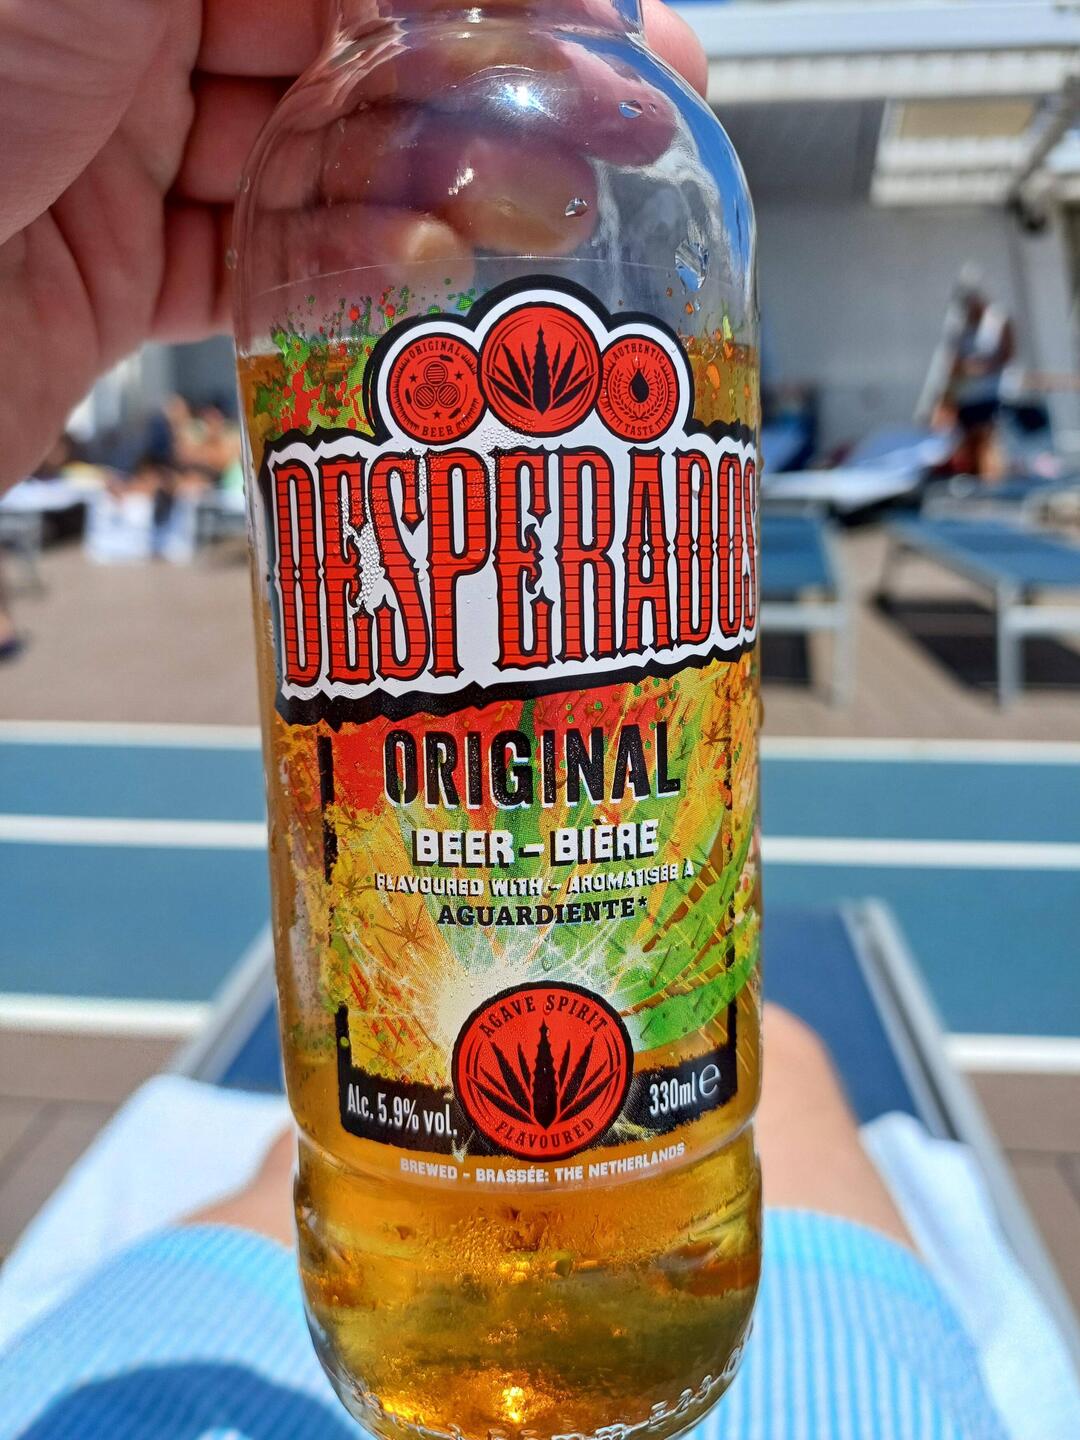 ORIGINAL
BEER
AUTHENTIC
TASTE
DESPERADOS
ORIGINAL
BEER - BIÈRE
FLAVOURED WITH - AROMATISÉE À
AGUARDIENTE*
AGAVE SPIRIT
FLAVOURED
Alc. 5.9% vol.
330ml ℮
BREWED - BRASSÉE: THE NETHERLANDS